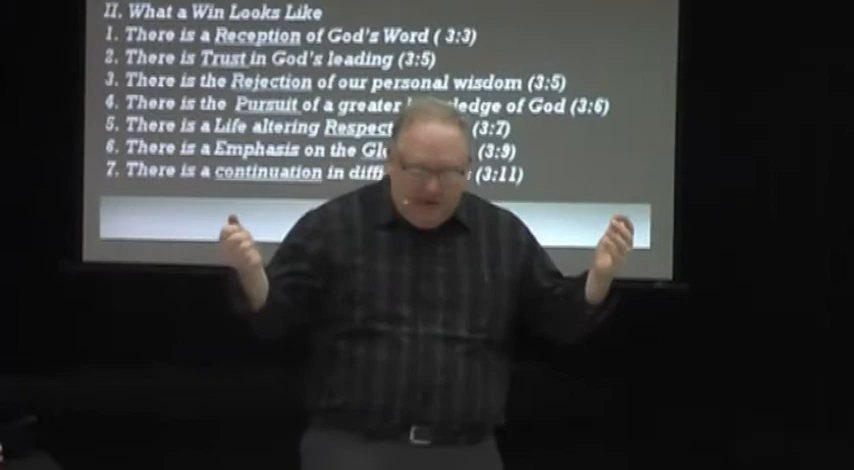 II. What a Win Looks Like
1. There is a Reception of God's Word ( 3:3)
2. There is Trust in God's leading (3:5)
3. There is the Rejection of our personal wisdom (3:5)
4. There is the Pursuit of a greater ledge of God (3:6)
5. There is a Life altering Respect (3:7)
6. There is a Emphasis on the (3:9)
7. There is a continuation in (3:11)